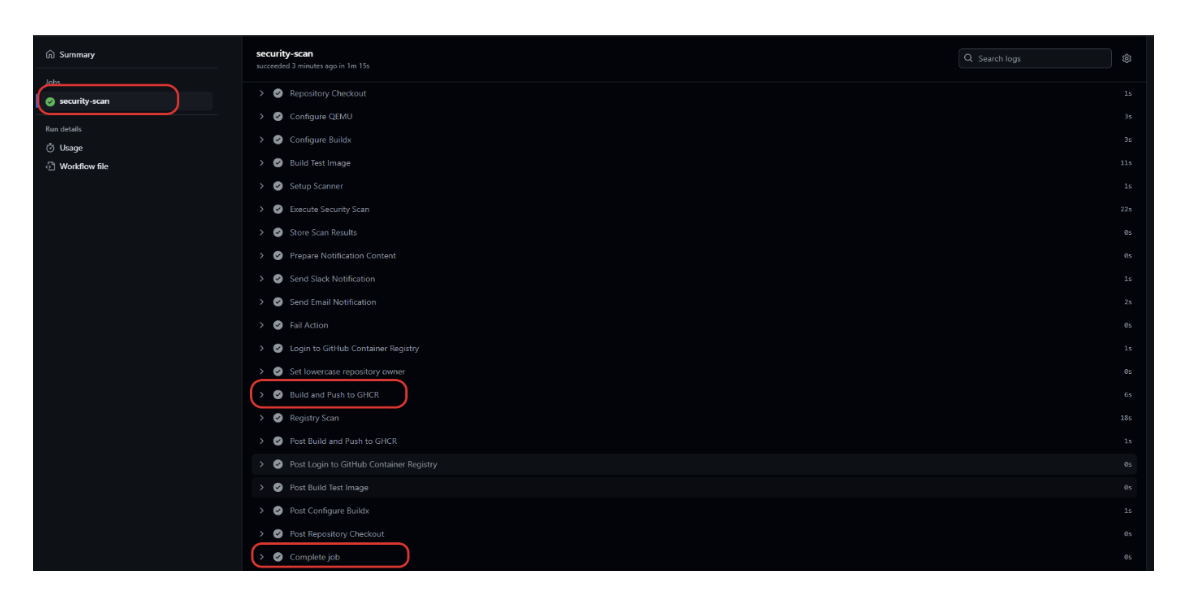 Summary
Jobs
security-scan
Run details
Usage
Workflow file
security-scan
succeeded 3 minutes ago in 1m 15s
Search logs
Repository Checkout 1s
Configure QEMU 3s
Configure Buildx 3s
Build Test Image 11s
Setup Scanner 1s
Execute Security Scan 22s
Store Scan Results 0s
Prepare Notification Content 0s
Send Slack Notification 1s
Send Email Notification 2s
Fail Action 0s
Login to GitHub Container Registry 1s
Set lowercase repository owner 0s
Build and Push to GHCR 6s
Registry Scan 18s
Post Build and Push to GHCR 1s
Post Login to GitHub Container Registry 0s
Post Build Test Image 0s
Post Configure Buildx 1s
Post Repository Checkout 0s
Complete job 0s